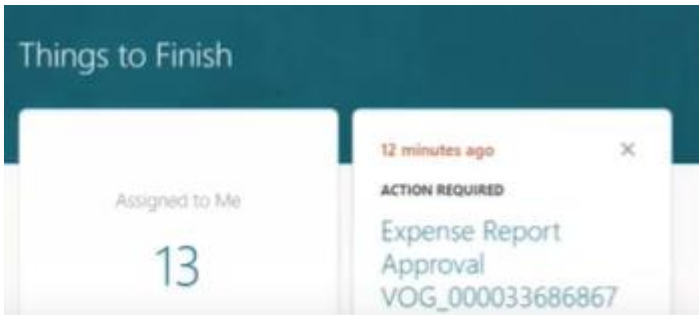 Things to Finish
Assigned to Me
13
12 minutes ago
ACTION REQUIRED
Expense Report
Approval
VOG_000033686867